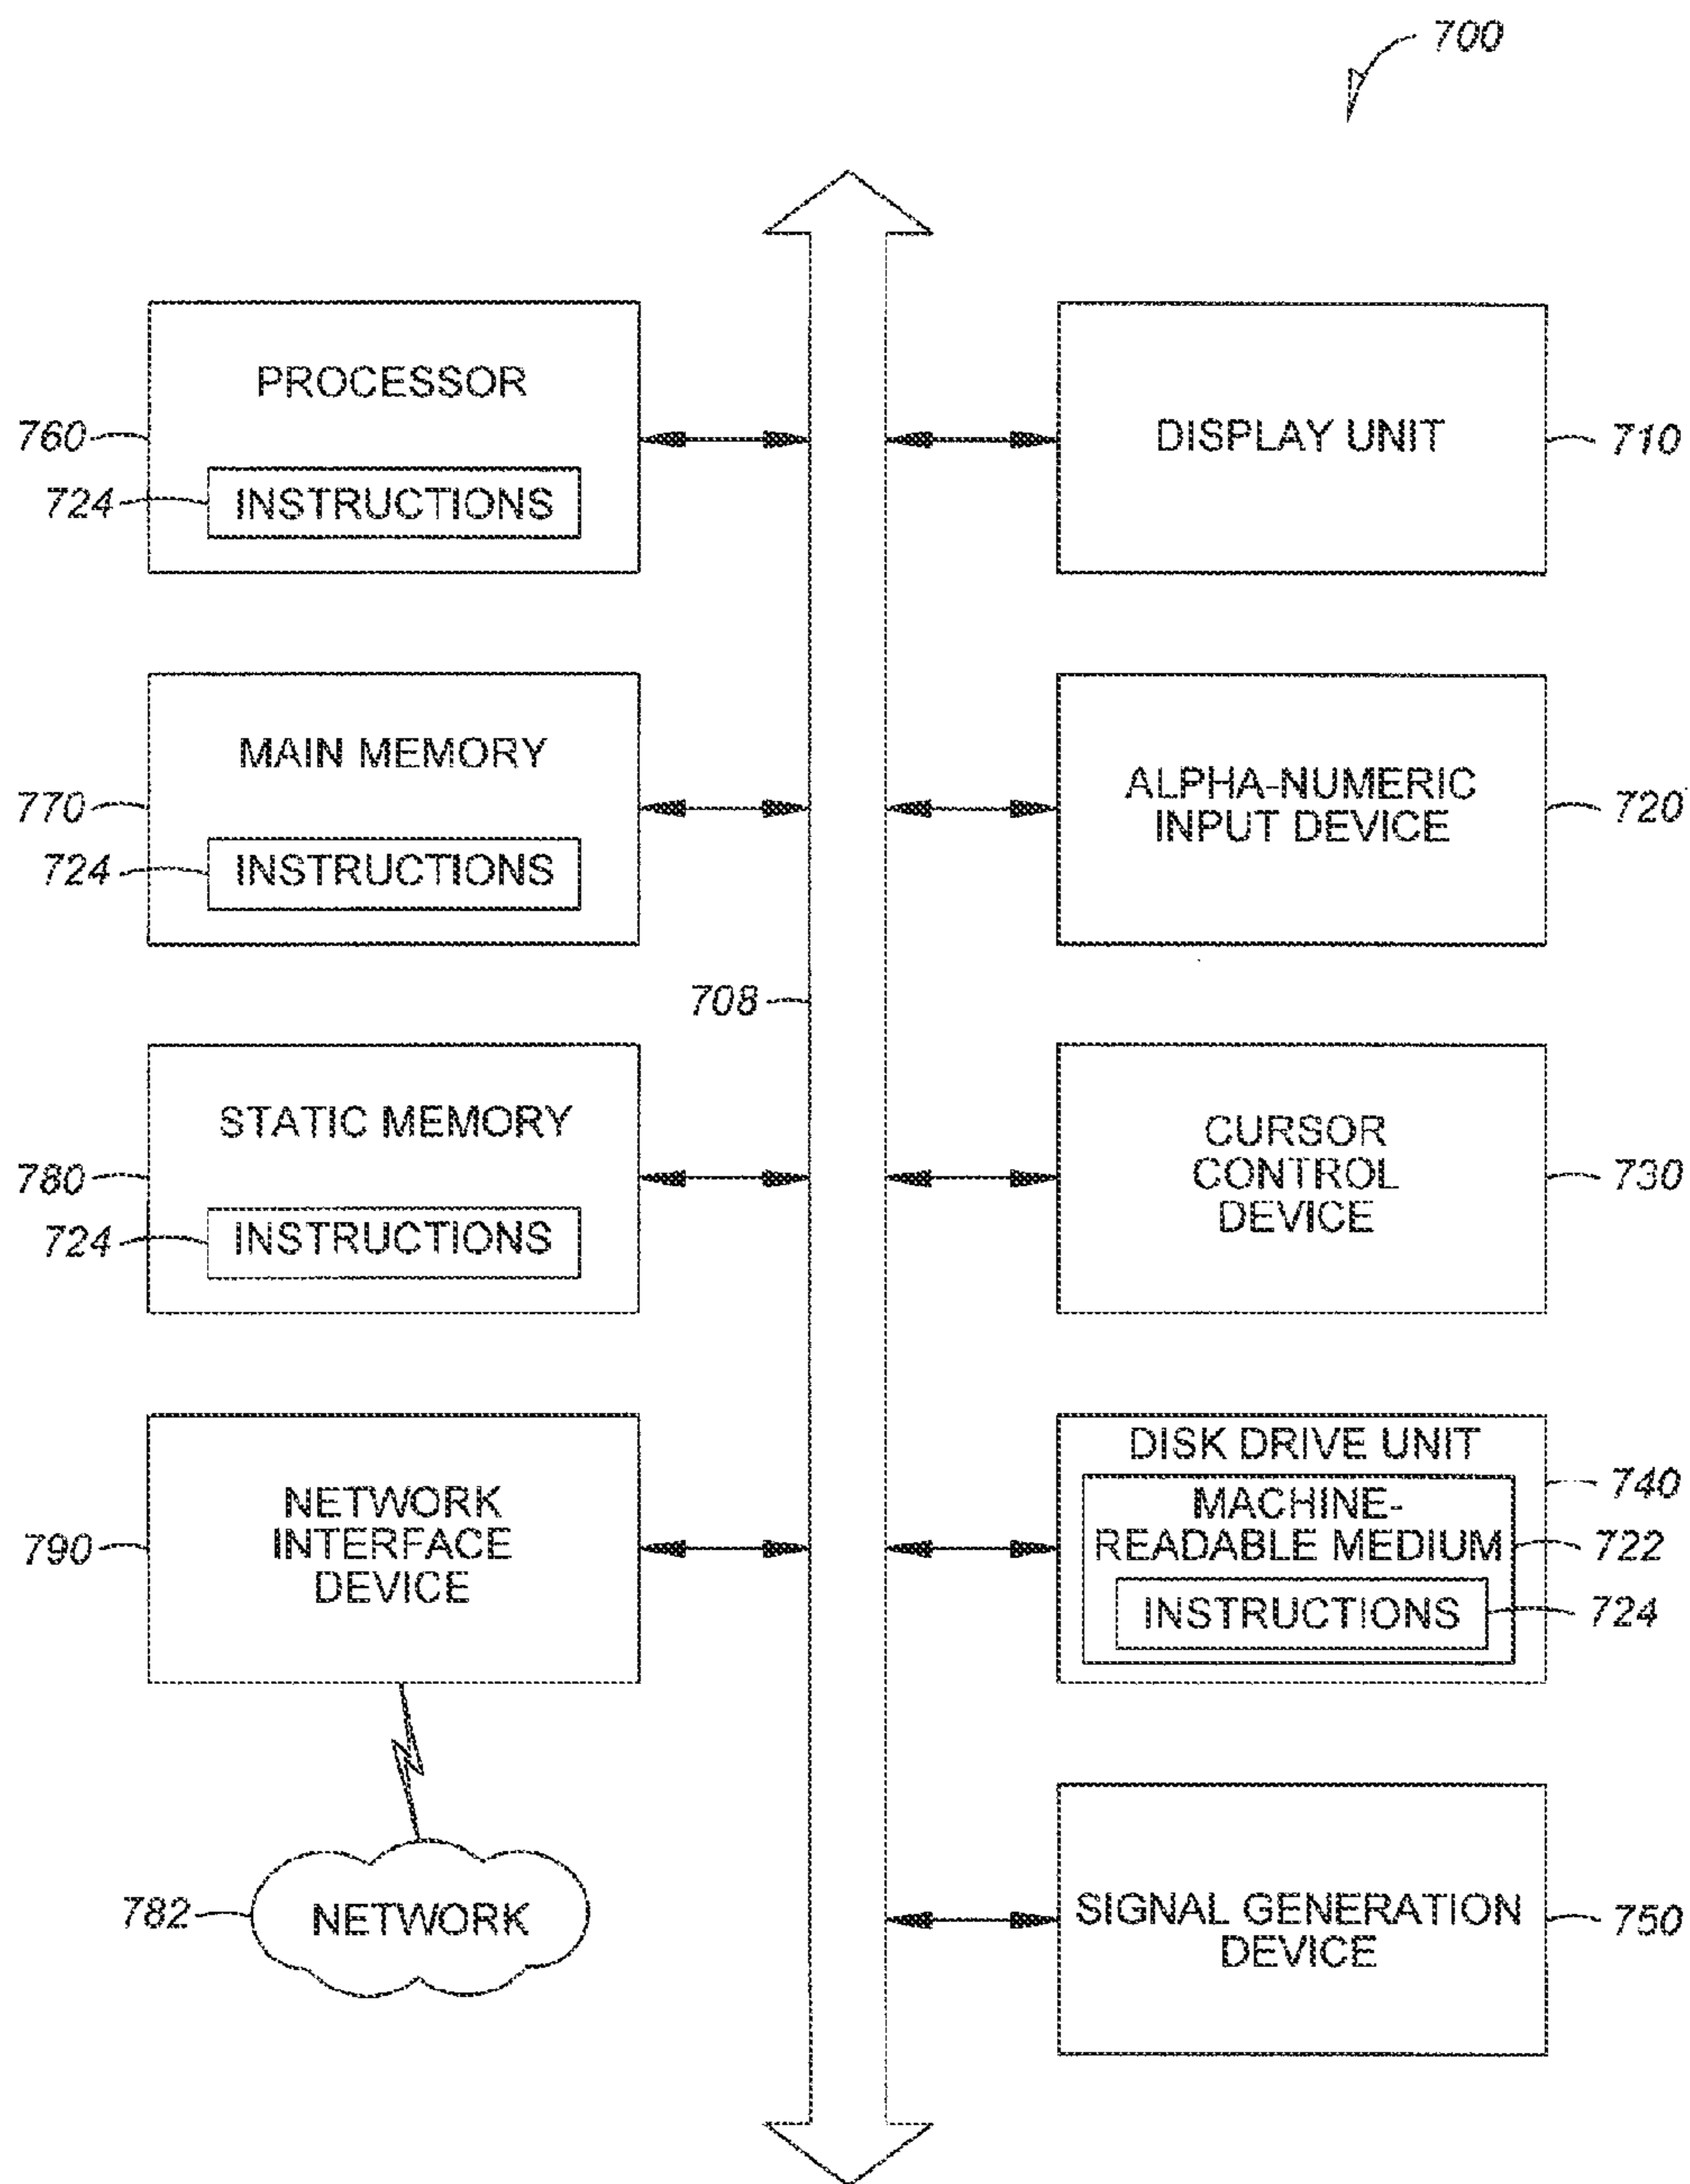 700
PROCESSOR
760
724
INSTRUCTIONS
DISPLAY UNIT
710
MAIN MEMORY
770
724
INSTRUCTIONS
ALPHA-NUMERIC
INPUT DEVICE
720
708
STATIC MEMORY
780
724
INSTRUCTIONS
CURSOR
CONTROL
DEVICE
730
NETWORK
INTERFACE
DEVICE
790
DISK DRIVE UNIT
740
MACHINE-
READABLE MEDIUM
722
INSTRUCTIONS
724
782
NETWORK
SIGNAL GENERATION
DEVICE
750